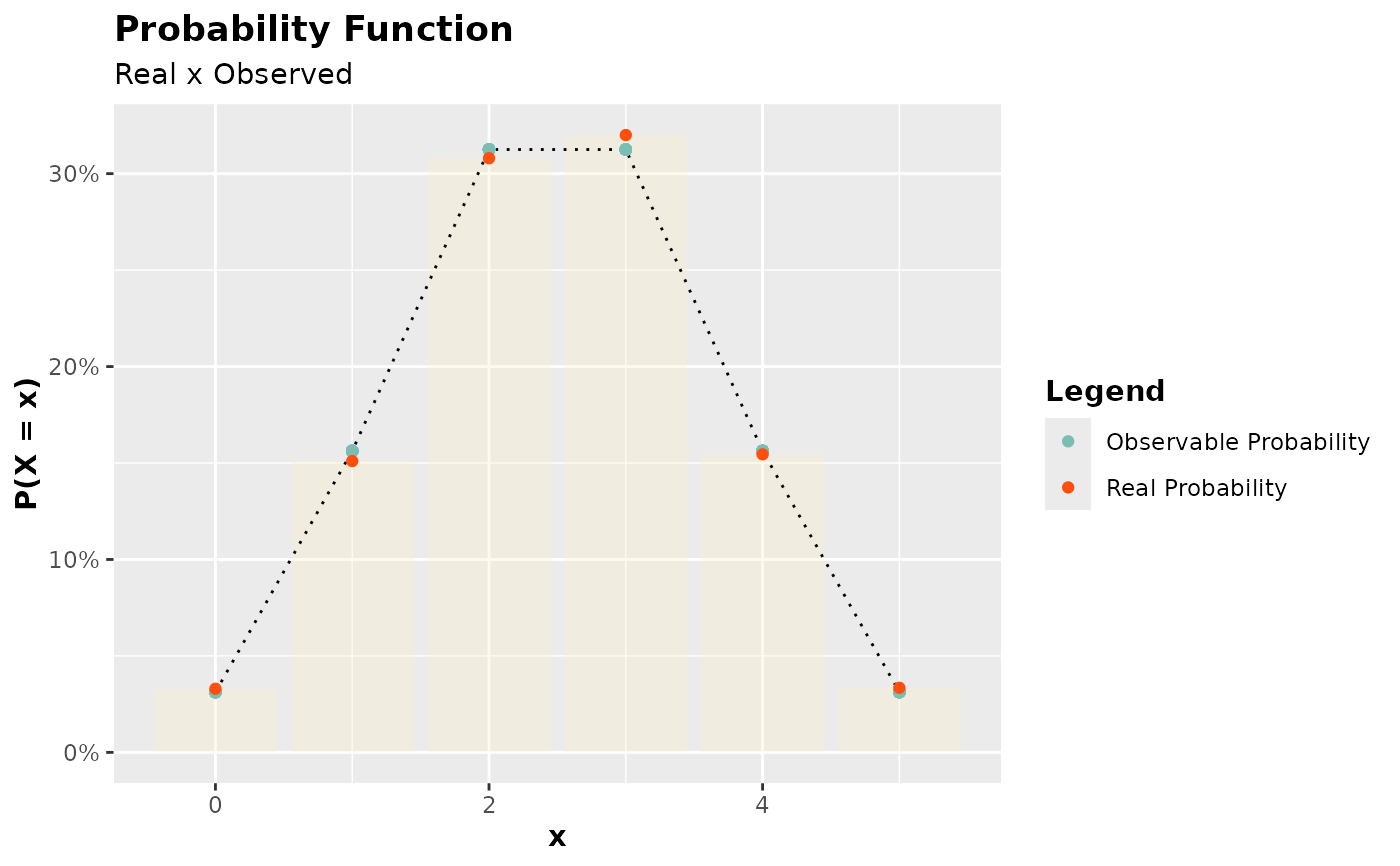 Probability Function
Real x Observed
P(X = x)
30%
20%
10%
0%
0
2
4
x
Legend
Observable Probability
Real Probability